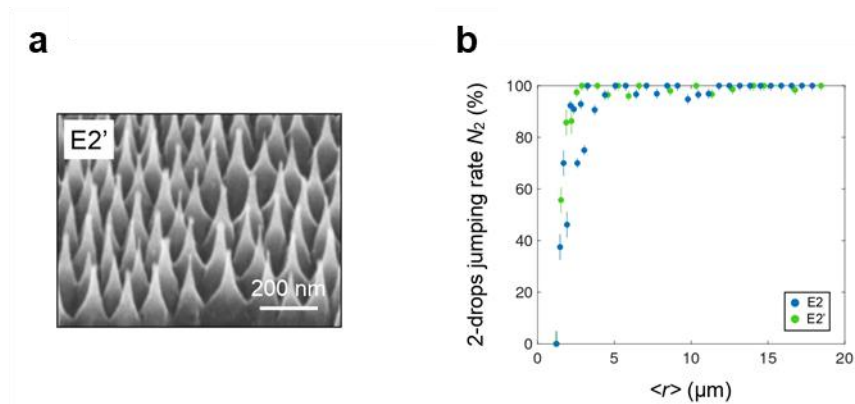 a
b
E2’
200 nm
2-drops jumping rate N₂ (%)
100
80
60
40
20
0
0
5
10
15
20
E2
E2’
<r> (µm)